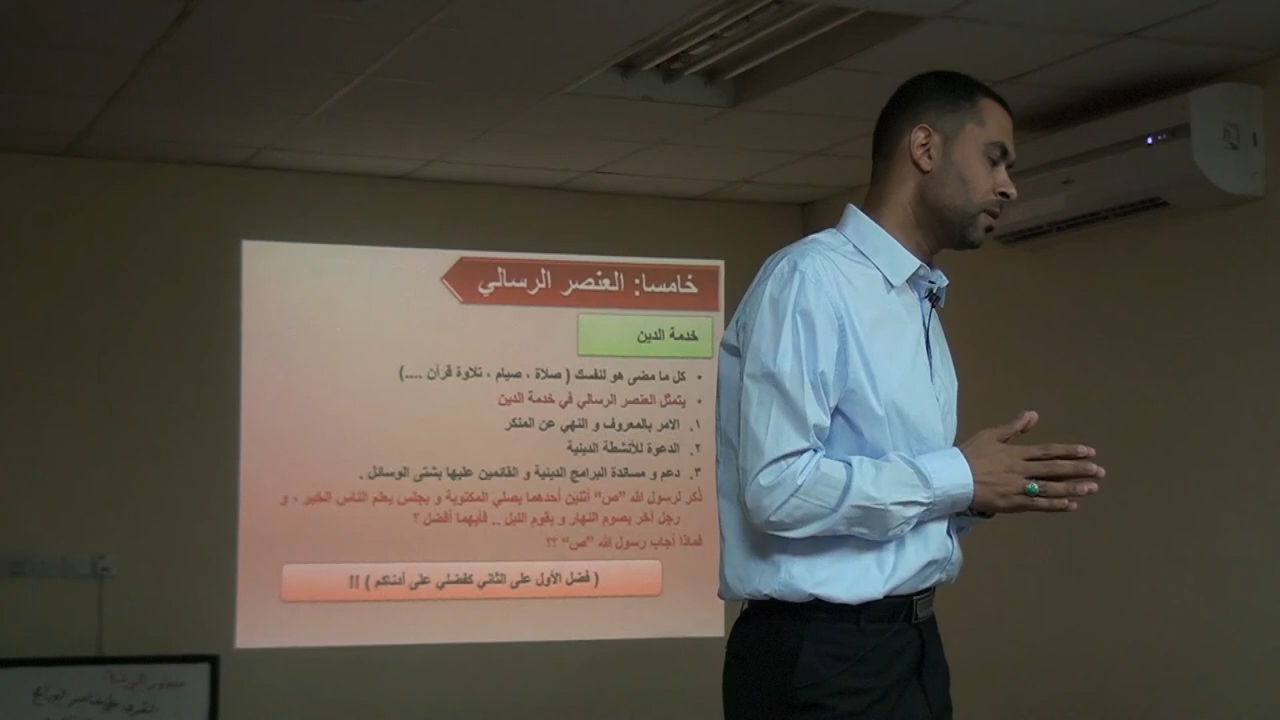 خامسا: العنصر الرسالي
خدمة الدين
• كل ما مضى هو لنفسك ( صلاة ، صيام ، تلاوة قرآن ....)
• يتمثل العنصر الرسالي في خدمة الدين
١. الامر بالمعروف و النهي عن المنكر
٢. الدعوة للأنشطة الدينية
٣. دعم و مساندة البرامج الدينية و القائمين عليها بشتى الوسائل .
ذُكر لرسول الله "ص" أثنين أحدهما يصلي المكتوبة و يجلس يعلم الناس الخير ، و
رجل آخر يصوم النهار و يقوم الليل .. فأيهما أفضل ؟
فماذا أجاب رسول الله "ص" ؟؟
( فضل الأول على الثاني كفضلي على أدناكم ) !!